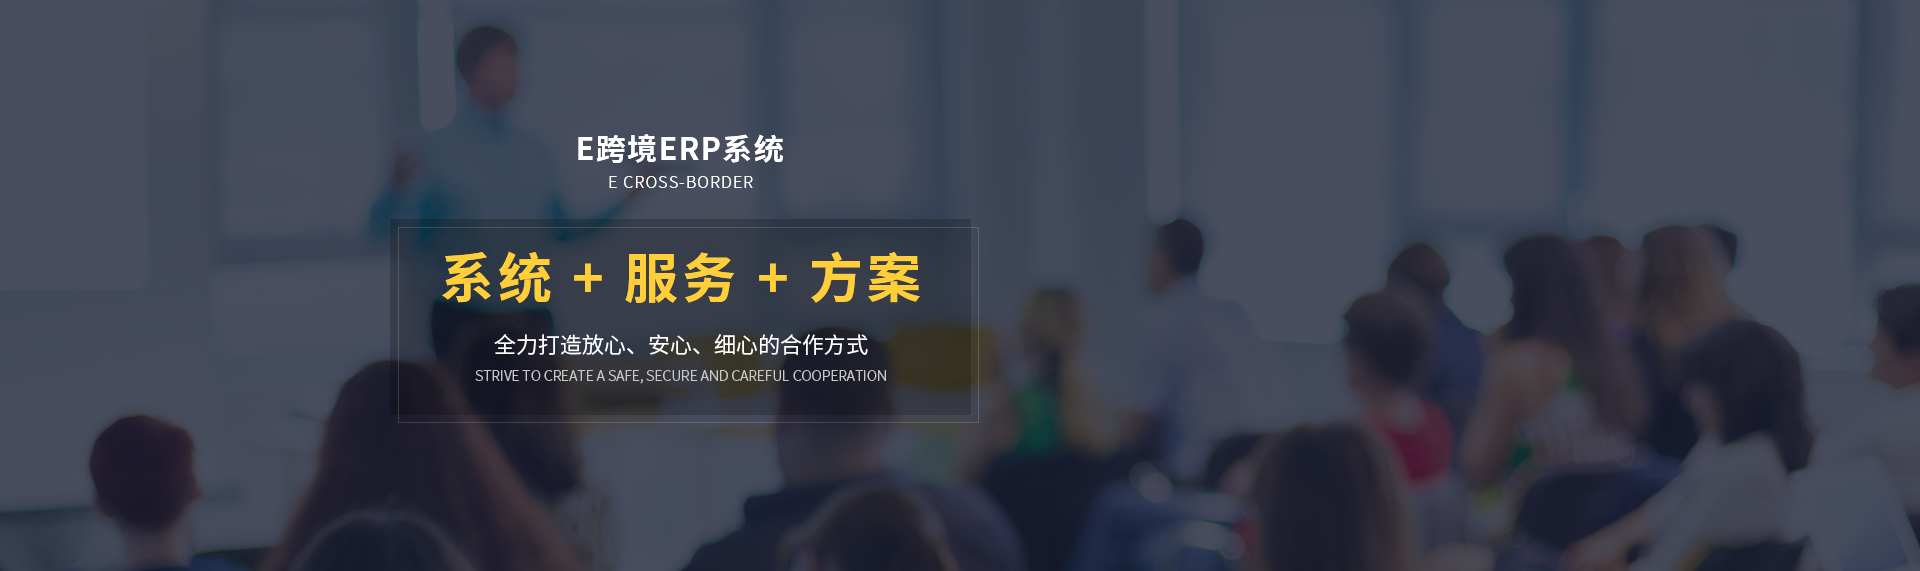 E跨境ERP系统
E CROSS-BORDER
系统 + 服务 + 方案
全力打造放心、安心、细心的合作方式
STRIVE TO CREATE A SAFE, SECURE AND CAREFUL COOPERATION